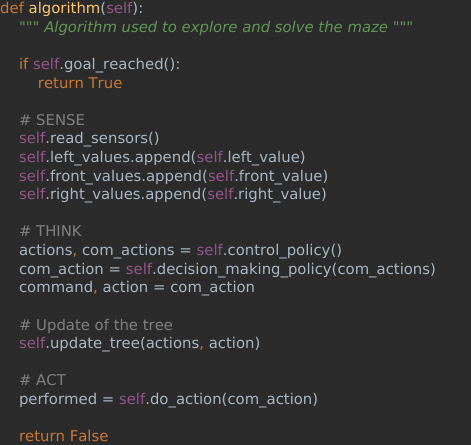 def algorithm(self):
    """ Algorithm used to explore and solve the maze """
    if self.goal_reached():
        return True
    # SENSE
    self.read_sensors()
    self.left_values.append(self.left_value)
    self.front_values.append(self.front_value)
    self.right_values.append(self.right_value)
    # THINK
    actions, com_actions = self.control_policy()
    com_action = self.decision_making_policy(com_actions)
    command, action = com_action
    # Update of the tree
    self.update_tree(actions, action)
    # ACT
    performed = self.do_action(com_action)
    return False